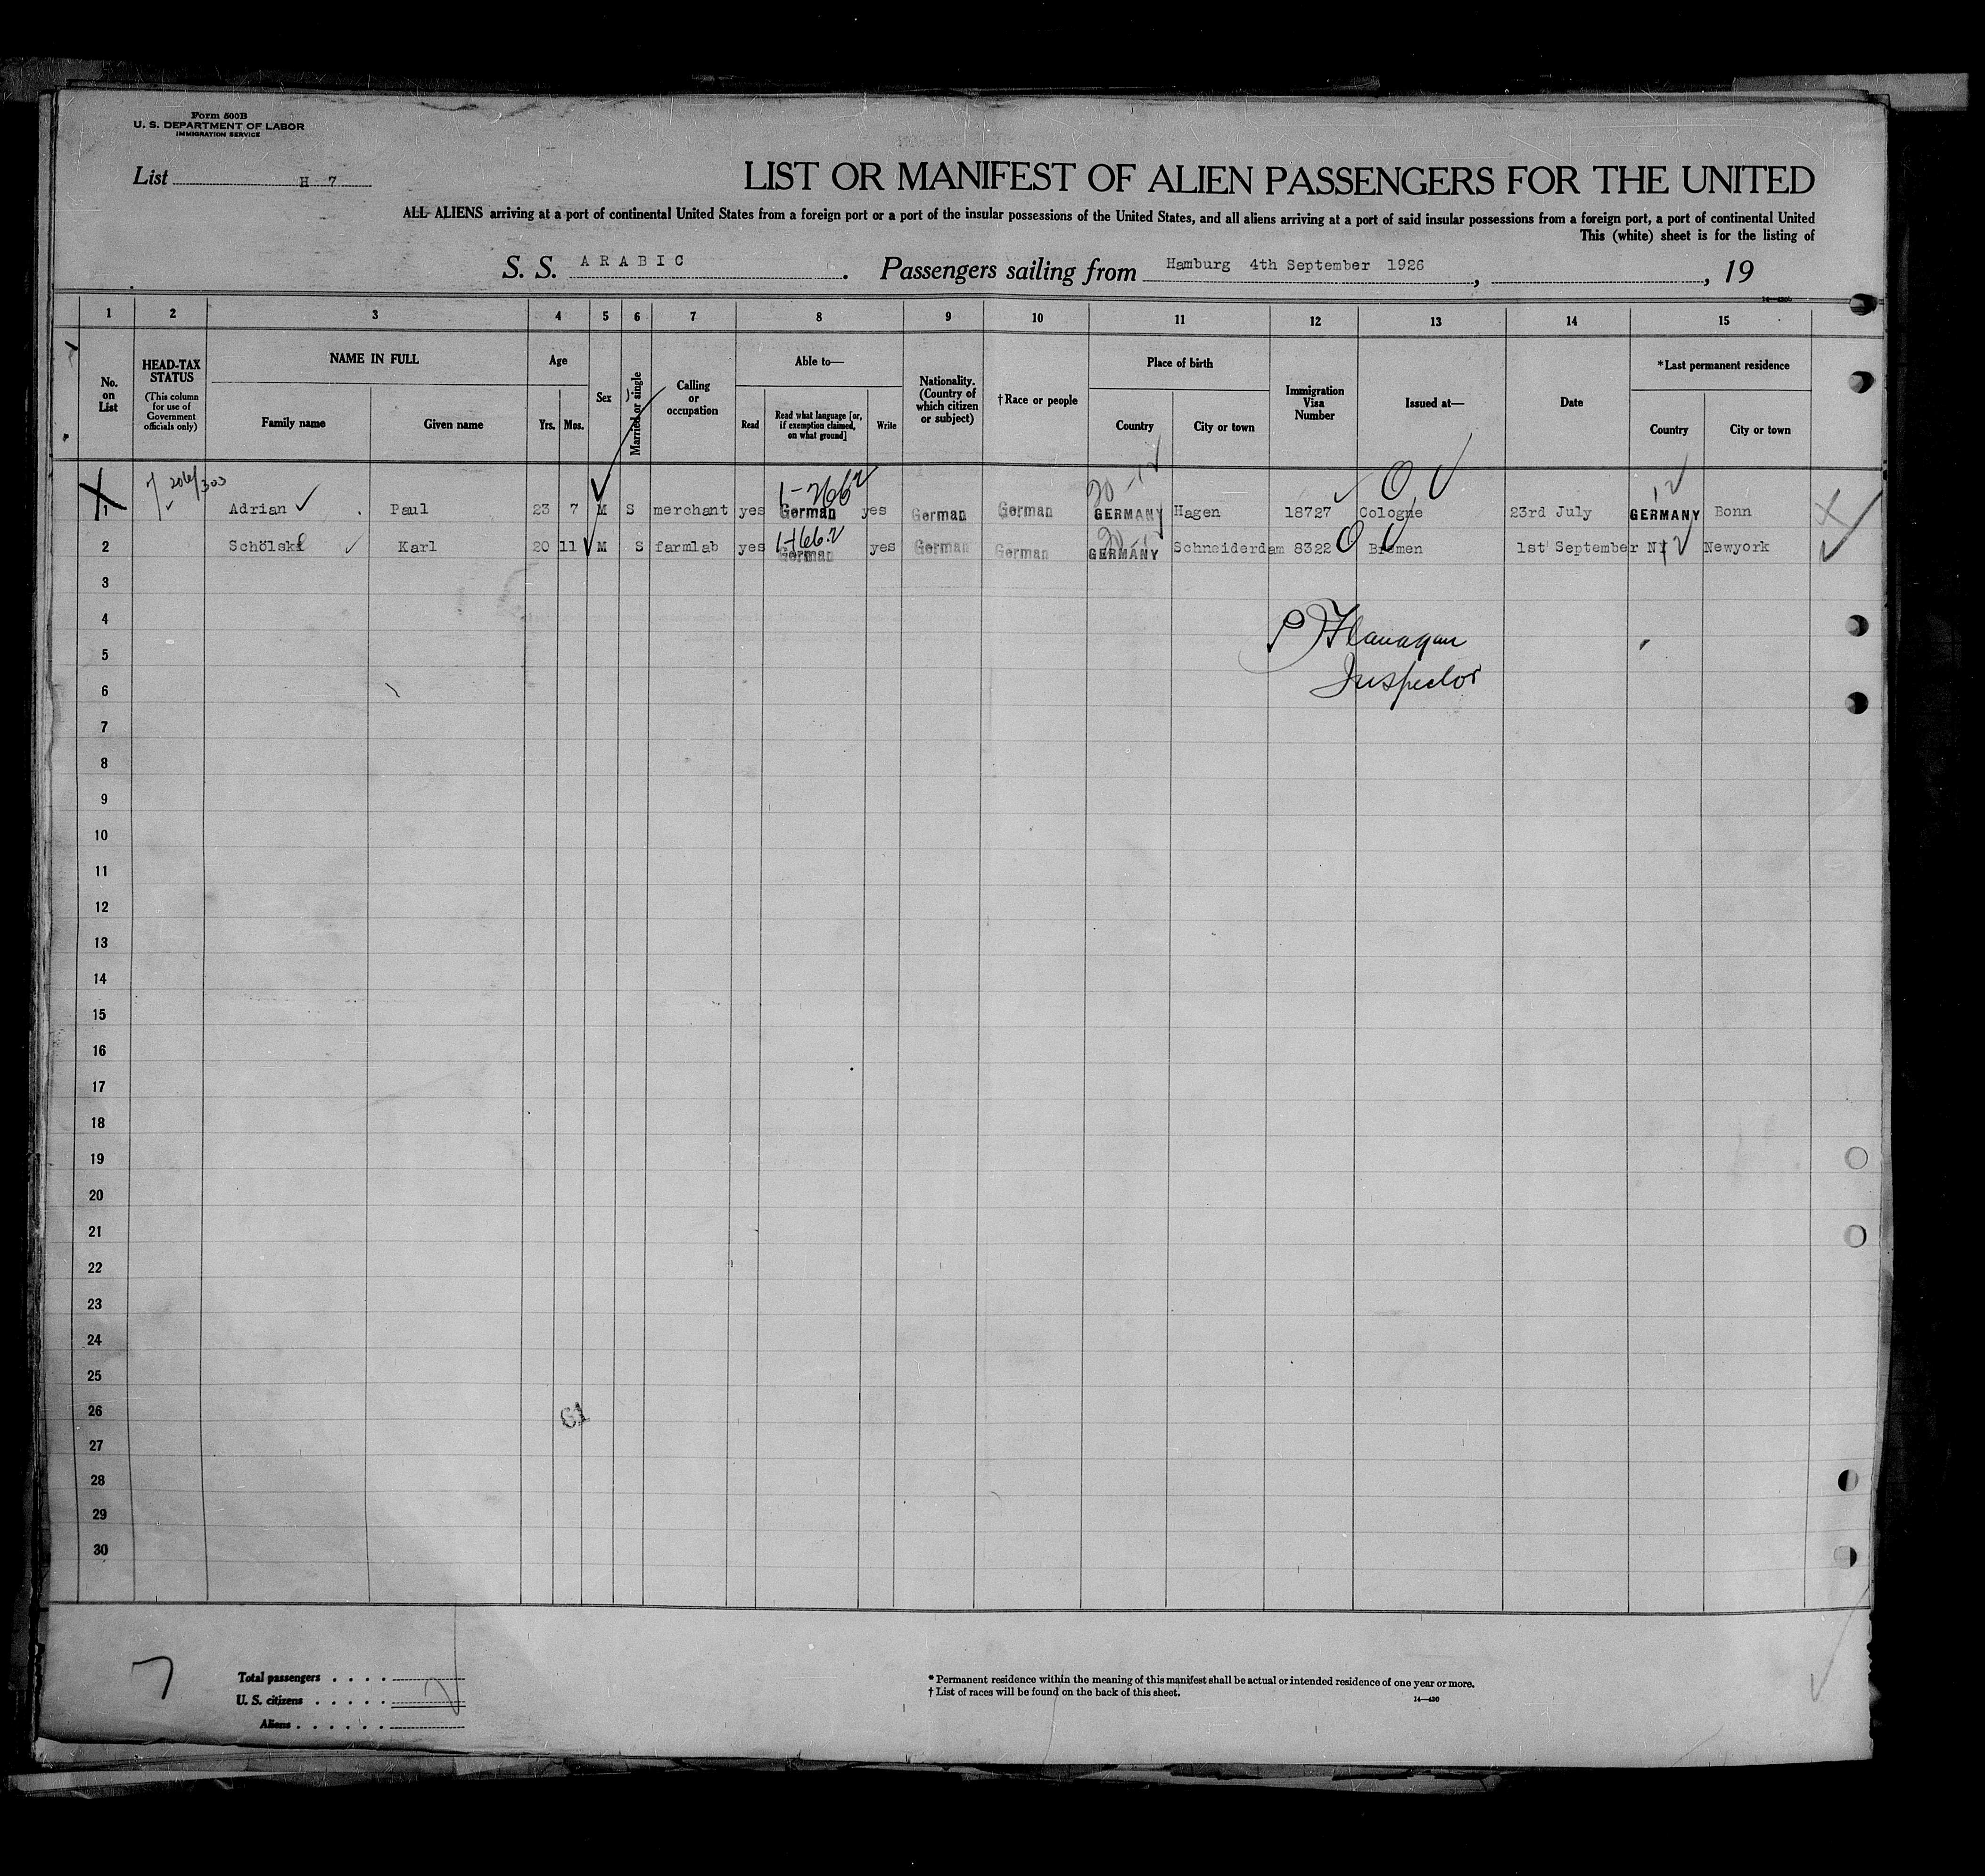 Form 500B
U. S. DEPARTMENT OF LABOR
IMMIGRATION SERVICE
List H 7
LIST OR MANIFEST OF ALIEN PASSENGERS FOR THE UNITED
ALL ALIENS arriving at a port of continental United States from a foreign port or a port of the insular possessions of the United States, and all aliens arriving at a port of said insular possessions from a foreign port, a port of continental United
This (white) sheet is for the listing of
S. S. ARABIC . Passengers sailing from Hamburg 4th September 1926 , , 19
1 2 3 4 5 6 7 8 9 10 11 12 13 14 15
No. on List
HEAD-TAX STATUS
(This column for use of Government officials only)
NAME IN FULL
Family name Given name
Age
Yrs. Mos.
Sex
Married or single
Calling or occupation
Able to—
Read
Read what language [or, if exemption claimed, on what ground]
Write
Nationality. (Country of which citizen or subject)
†Race or people
Place of birth
Country City or town
Immigration Visa Number
Issued at—
Date
*Last permanent residence
Country City or town
1 Adrian Paul 23 7 M S merchant yes German yes German German GERMANY Hagen 18727 Cologne 23rd July GERMANY Bonn
2 Karl 20 11 M S farmlab yes German yes German German GERMANY Schneiderdam 8322 Bremen 1st September Newyork
3
4
P Flanagan
5
Inspector
6
7
8
9
10
11
12
13
14
15
16
17
18
19
20
21
22
23
24
25
26
27
28
29
30
7
Total passengers . . . .
U. S. citizens . . . . .
Aliens . . . . . .
* Permanent residence within the meaning of this manifest shall be actual or intended residence of one year or more.
† List of races will be found on the back of this sheet.
14—430